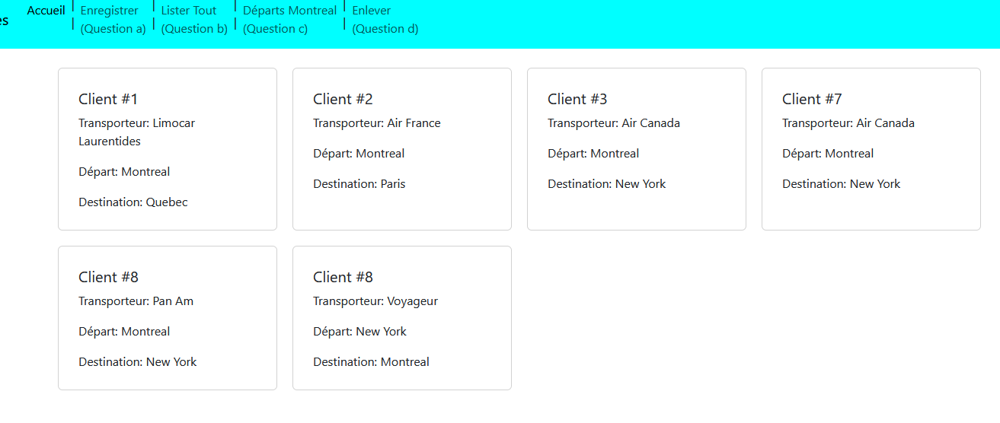 es
Accueil | Enregistrer | Lister Tout | Départs Montreal | Enlever
| (Question a) | (Question b) | (Question c) | (Question d)
Client #1
Transporteur: Limocar
Laurentides
Départ: Montreal
Destination: Quebec
Client #2
Transporteur: Air France
Départ: Montreal
Destination: Paris
Client #3
Transporteur: Air Canada
Départ: Montreal
Destination: New York
Client #7
Transporteur: Air Canada
Départ: Montreal
Destination: New York
Client #8
Transporteur: Pan Am
Départ: Montreal
Destination: New York
Client #8
Transporteur: Voyageur
Départ: New York
Destination: Montreal